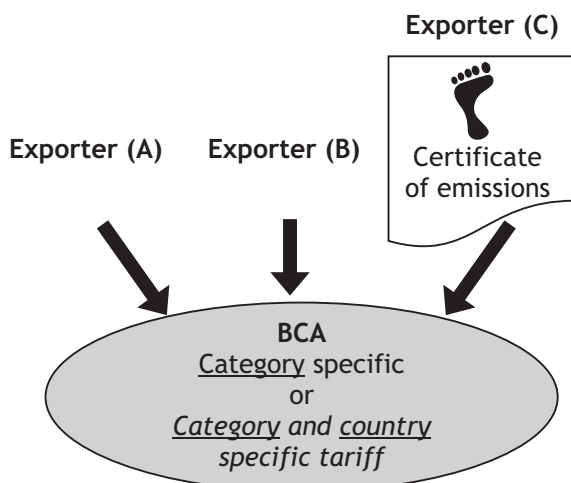 Exporter (C)
Certificate
of emissions
Exporter (A)
Exporter (B)
BCA
Category specific
or
Category and country
specific tariff